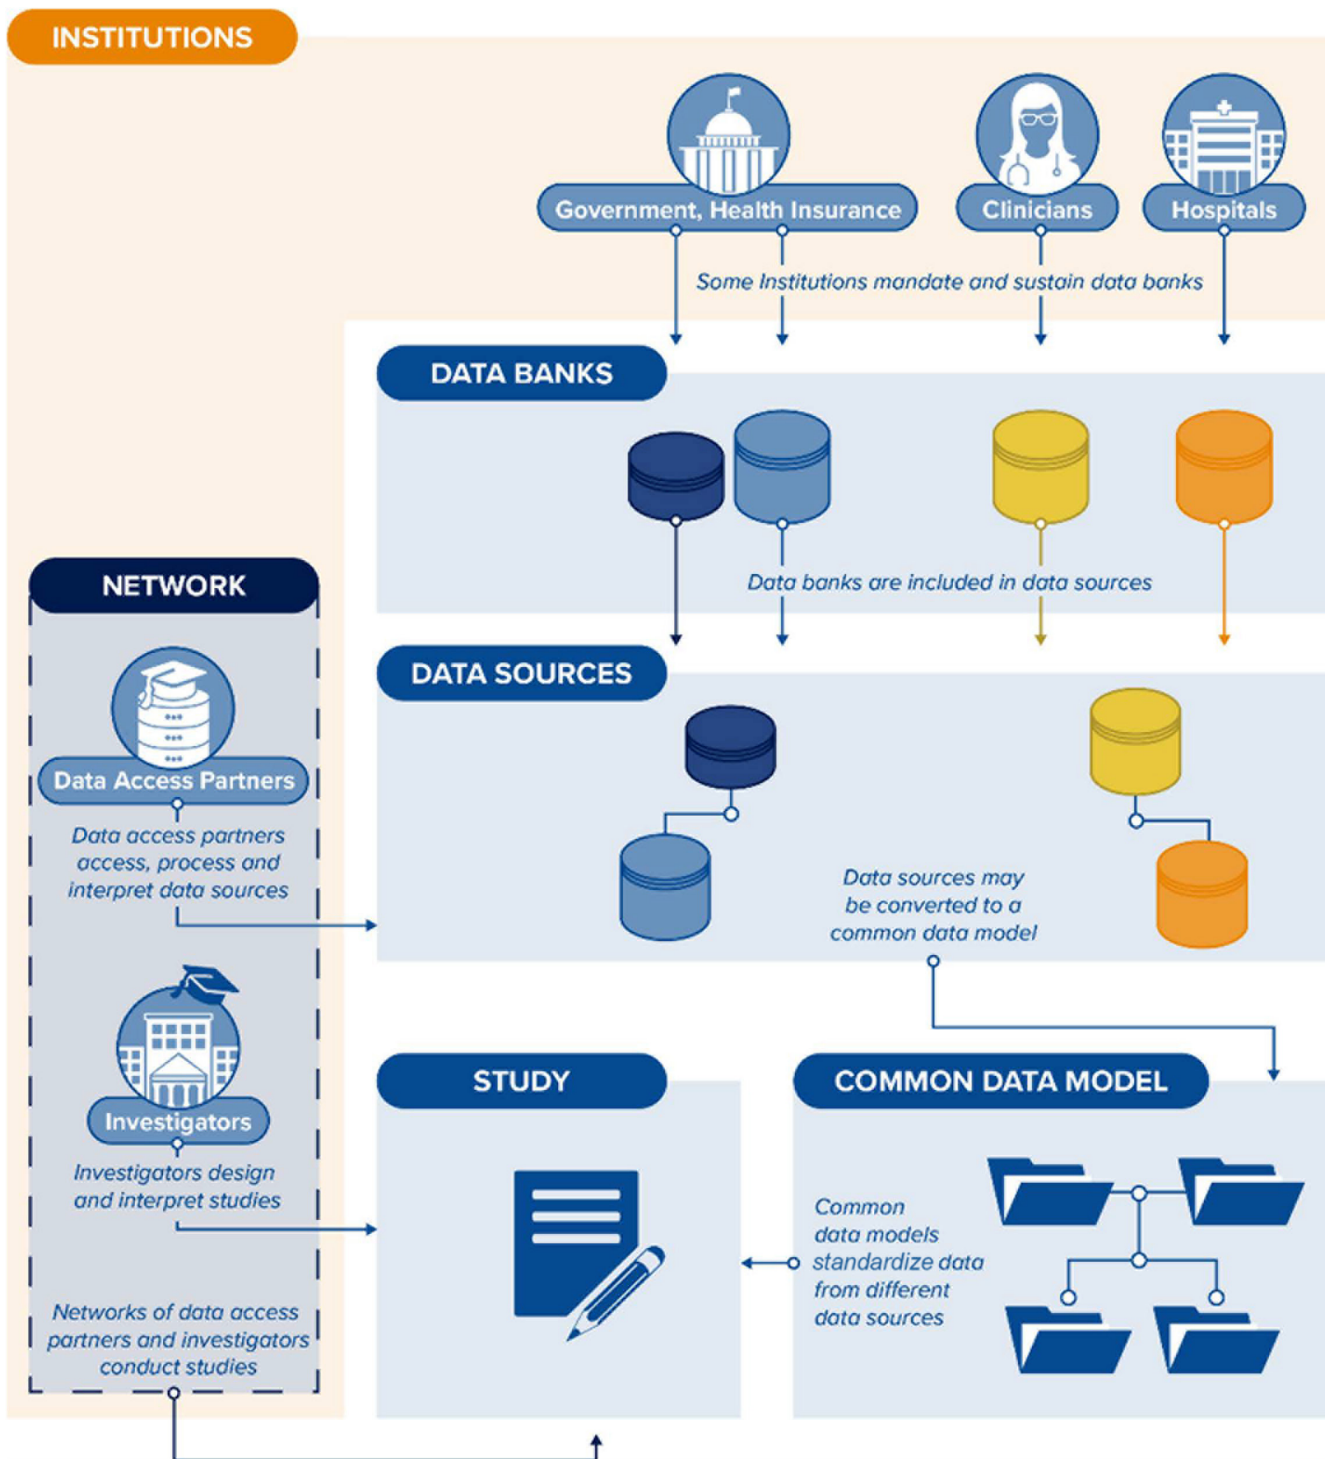 INSTITUTIONS
Government, Health Insurance
Clinicians
Hospitals
Some Institutions mandate and sustain data banks
DATA BANKS
Data banks are included in data sources
NETWORK
Data Access Partners
Data access partners
access, process and
interpret data sources
Investigators
Investigators design
and interpret studies
Networks of data access
partners and investigators
conduct studies
DATA SOURCES
Data sources may
be converted to a
common data model
STUDY
COMMON DATA MODEL
Common
data models
standardize data
from different
data sources